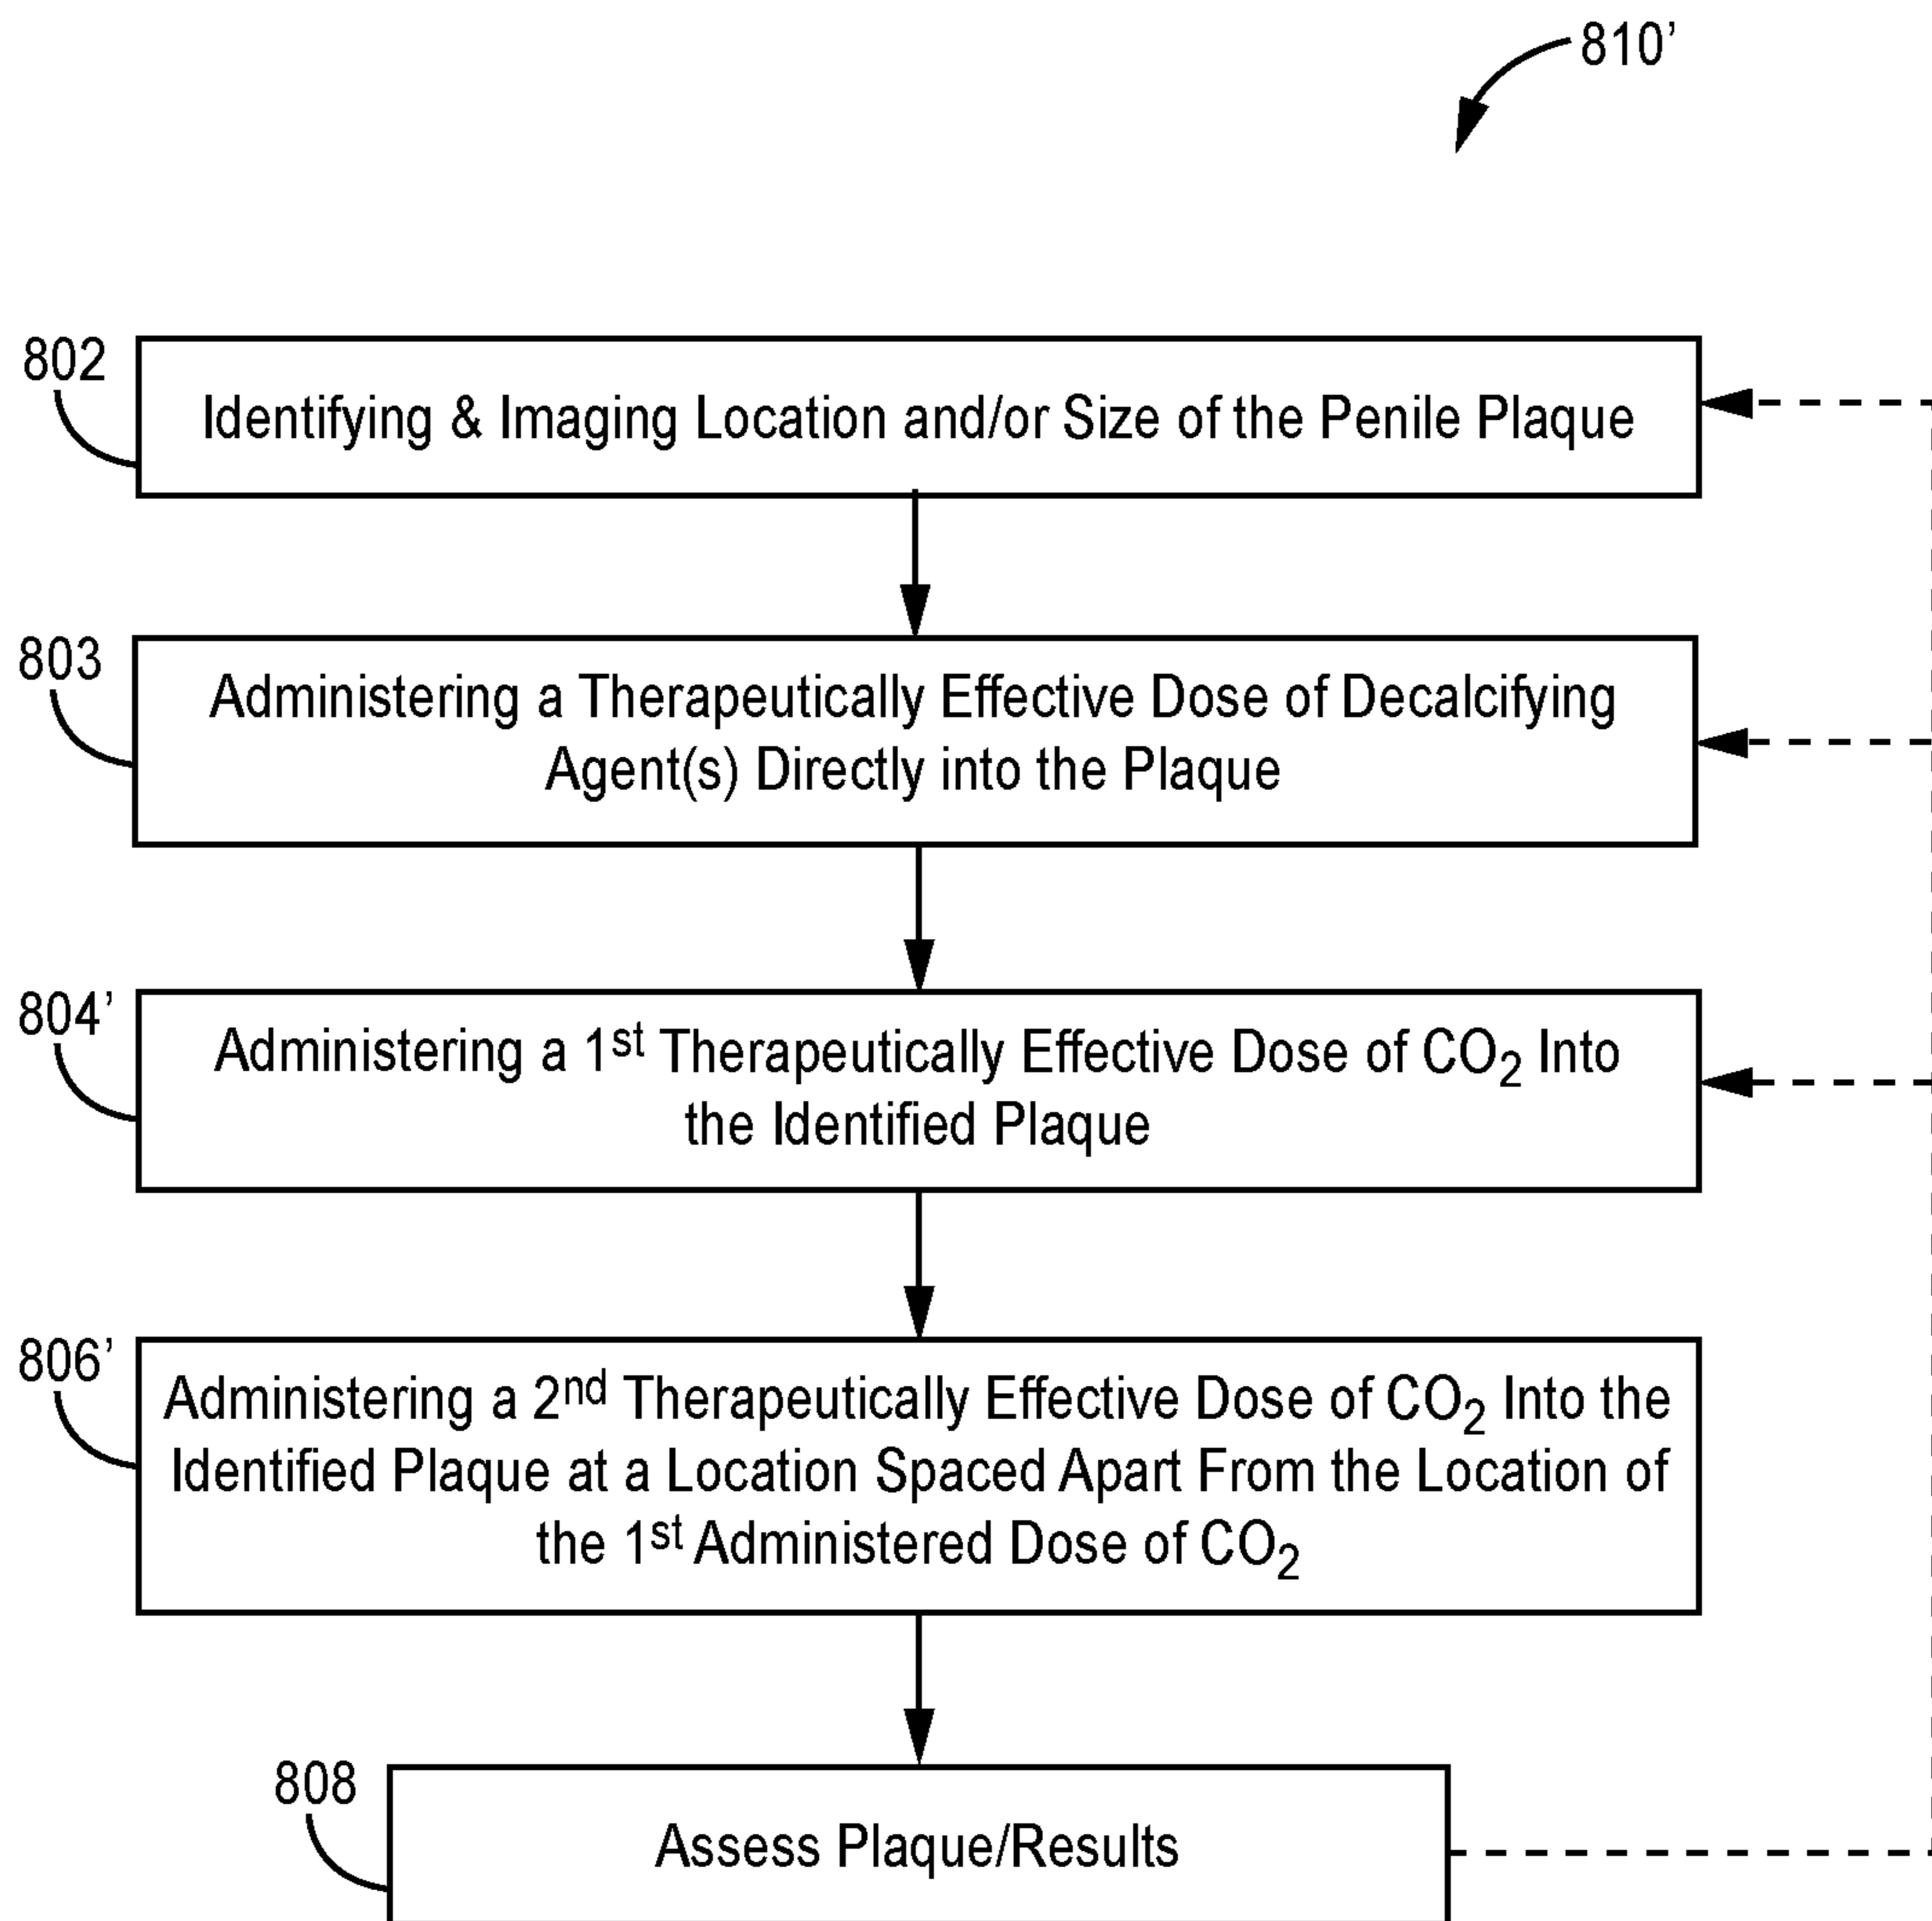 810’
802
Identifying & Imaging Location and/or Size of the Penile Plaque
803
Administering a Therapeutically Effective Dose of Decalcifying
Agent(s) Directly into the Plaque
804’
Administering a 1st Therapeutically Effective Dose of CO2 Into
the Identified Plaque
806’
Administering a 2nd Therapeutically Effective Dose of CO2 Into the
Identified Plaque at a Location Spaced Apart From the Location of
the 1st Administered Dose of CO2
808
Assess Plaque/Results